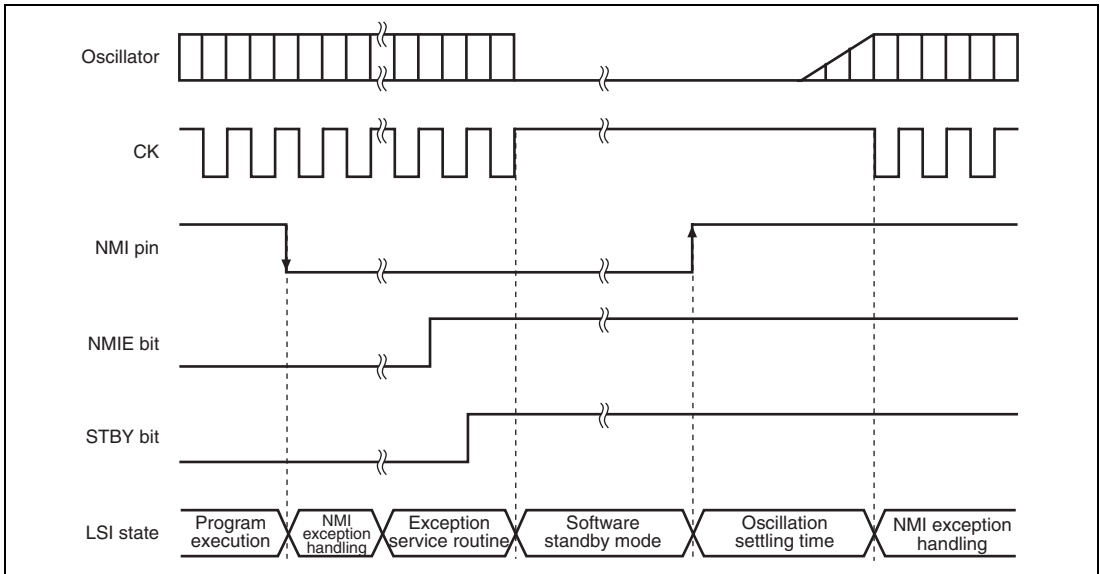 Oscillator
CK
NMI pin
NMIE bit
STBY bit
LSI state
Program
execution
NMI
exception
handling
Exception
service routine
Software
standby mode
Oscillation
settling time
NMI exception
handling